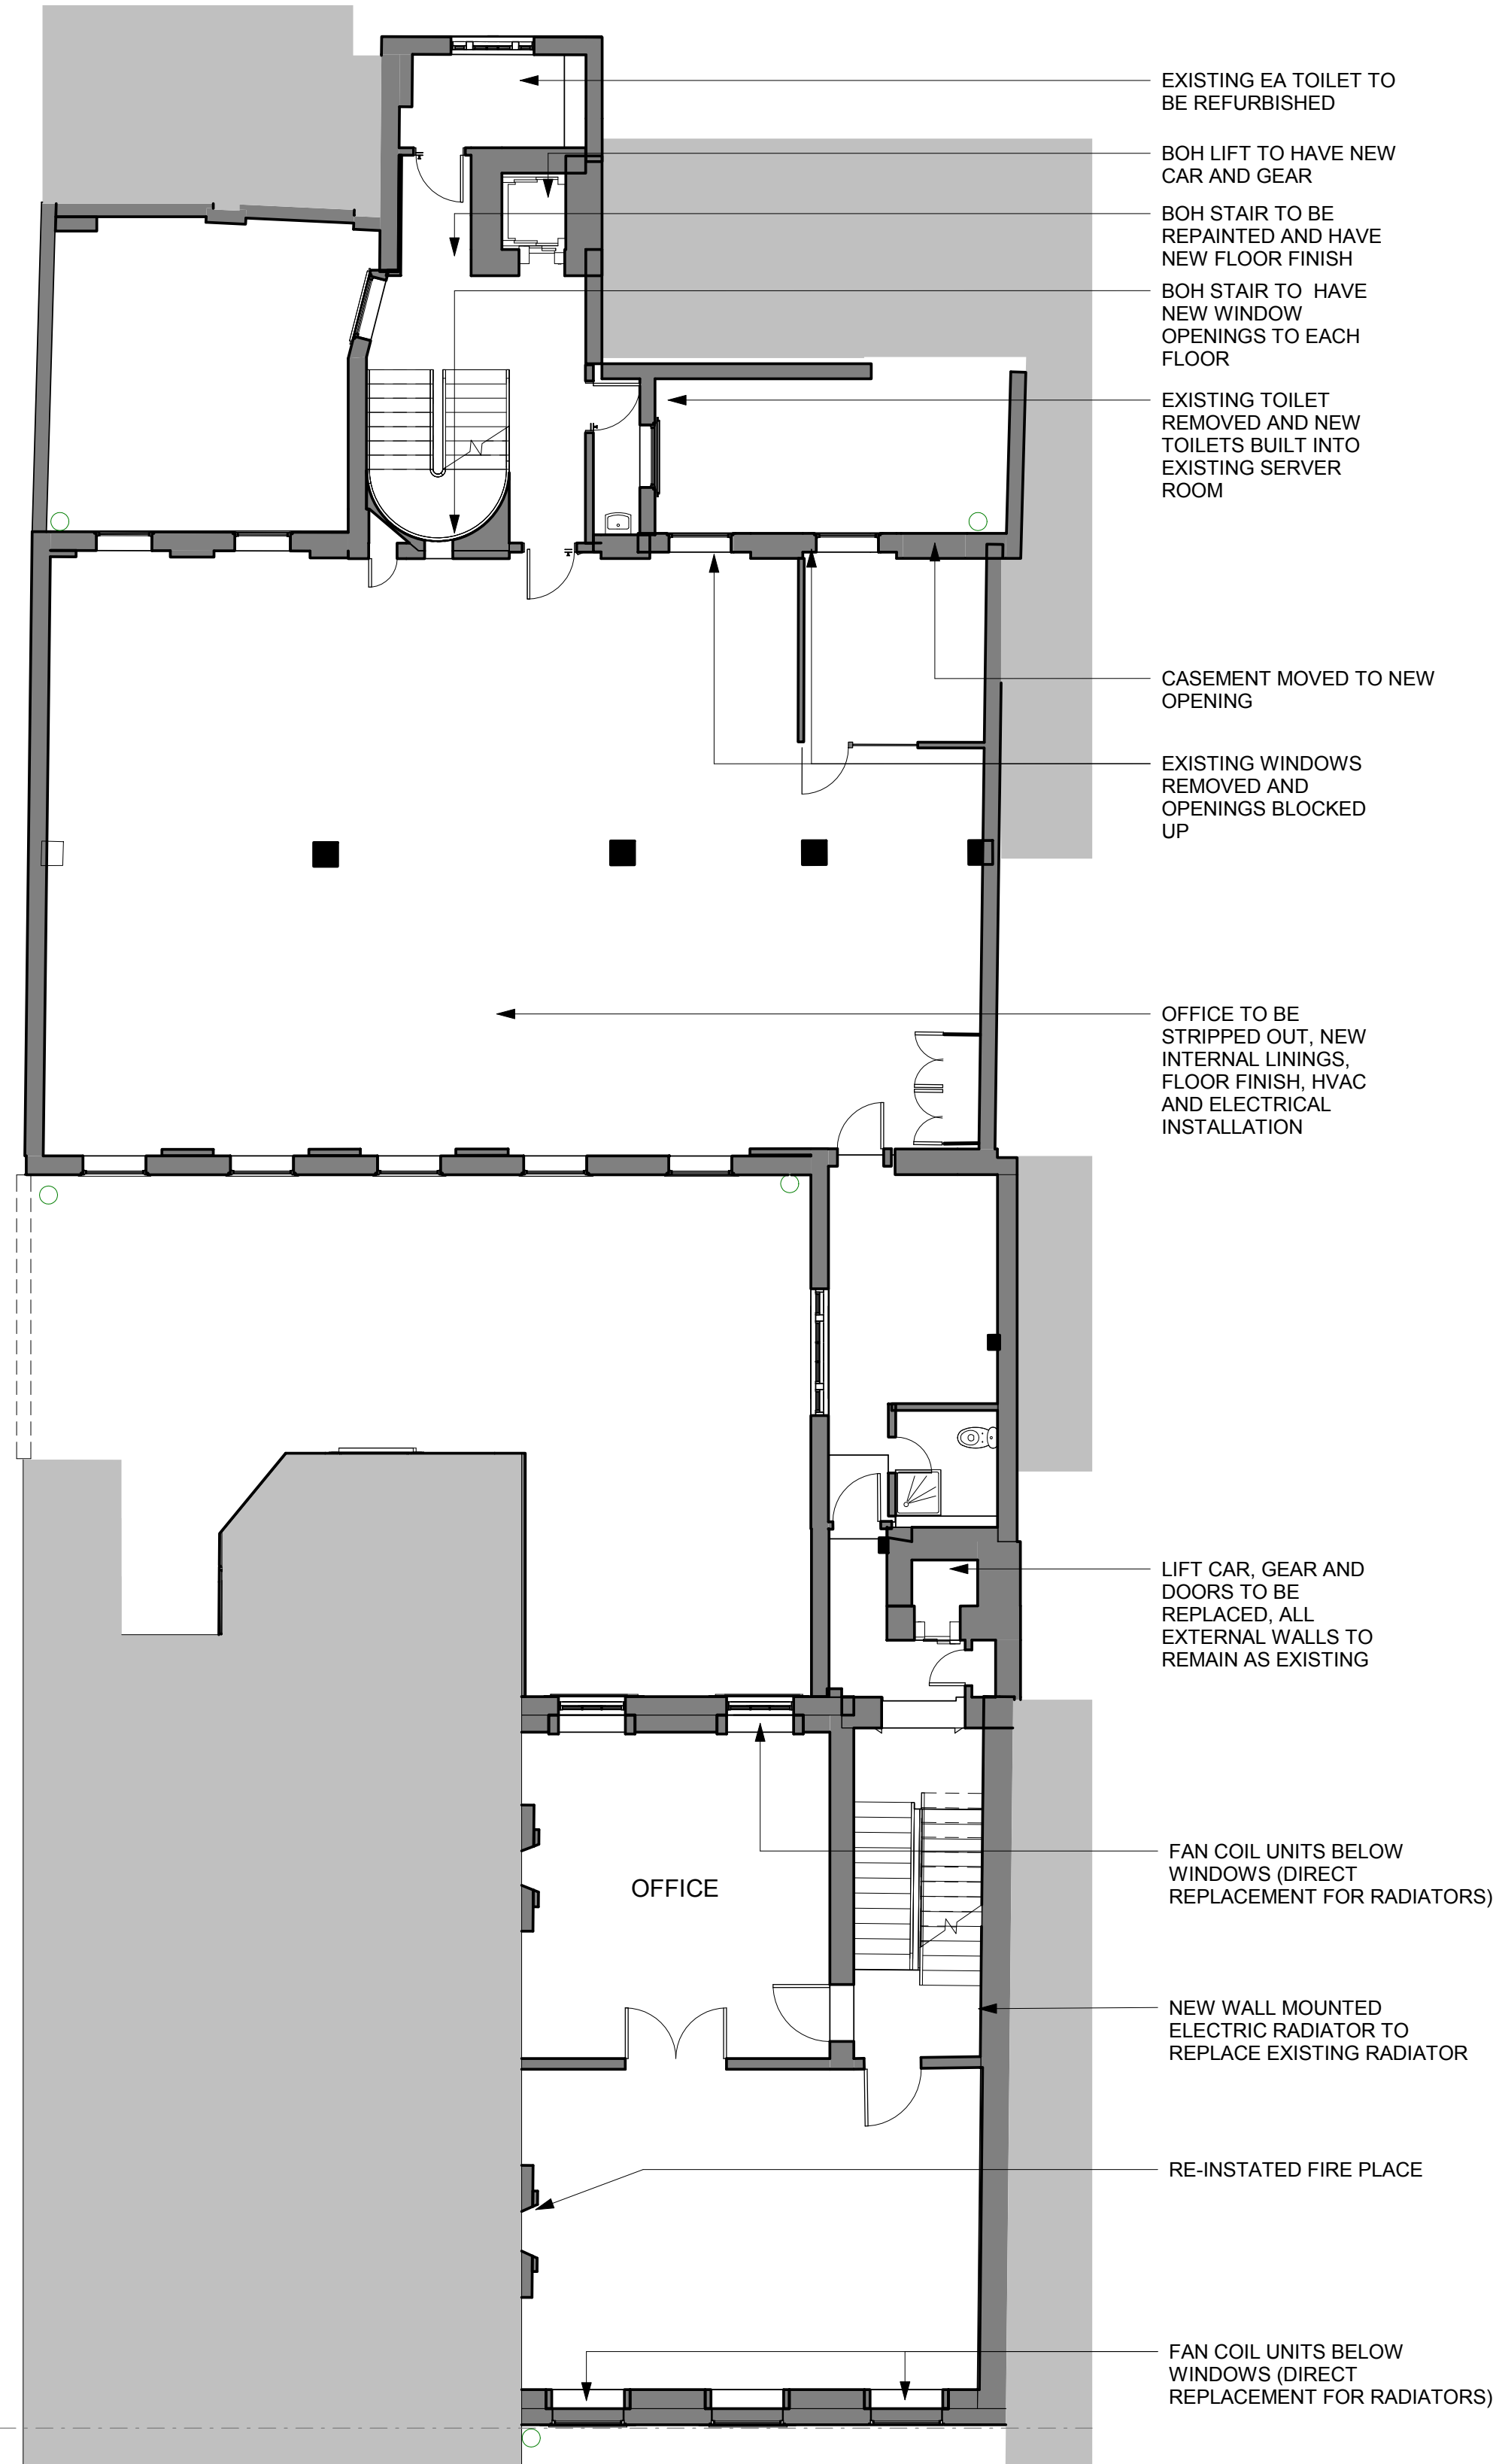 EXISTING EA TOILET TO
BE REFURBISHED
BOH LIFT TO HAVE NEW
CAR AND GEAR
BOH STAIR TO BE
REPAINTED AND HAVE
NEW FLOOR FINISH
BOH STAIR TO HAVE
NEW WINDOW
OPENINGS TO EACH
FLOOR
EXISTING TOILET
REMOVED AND NEW
TOILETS BUILT INTO
EXISTING SERVER
ROOM
CASEMENT MOVED TO NEW
OPENING
EXISTING WINDOWS
REMOVED AND
OPENINGS BLOCKED
UP
OFFICE TO BE
STRIPPED OUT, NEW
INTERNAL LININGS,
FLOOR FINISH, HVAC
AND ELECTRICAL
INSTALLATION
LIFT CAR, GEAR AND
DOORS TO BE
REPLACED, ALL
EXTERNAL WALLS TO
REMAIN AS EXISTING
FAN COIL UNITS BELOW
WINDOWS (DIRECT
REPLACEMENT FOR RADIATORS)
OFFICE
NEW WALL MOUNTED
ELECTRIC RADIATOR TO
REPLACE EXISTING RADIATOR
RE-INSTATED FIRE PLACE
FAN COIL UNITS BELOW
WINDOWS (DIRECT
REPLACEMENT FOR RADIATORS)